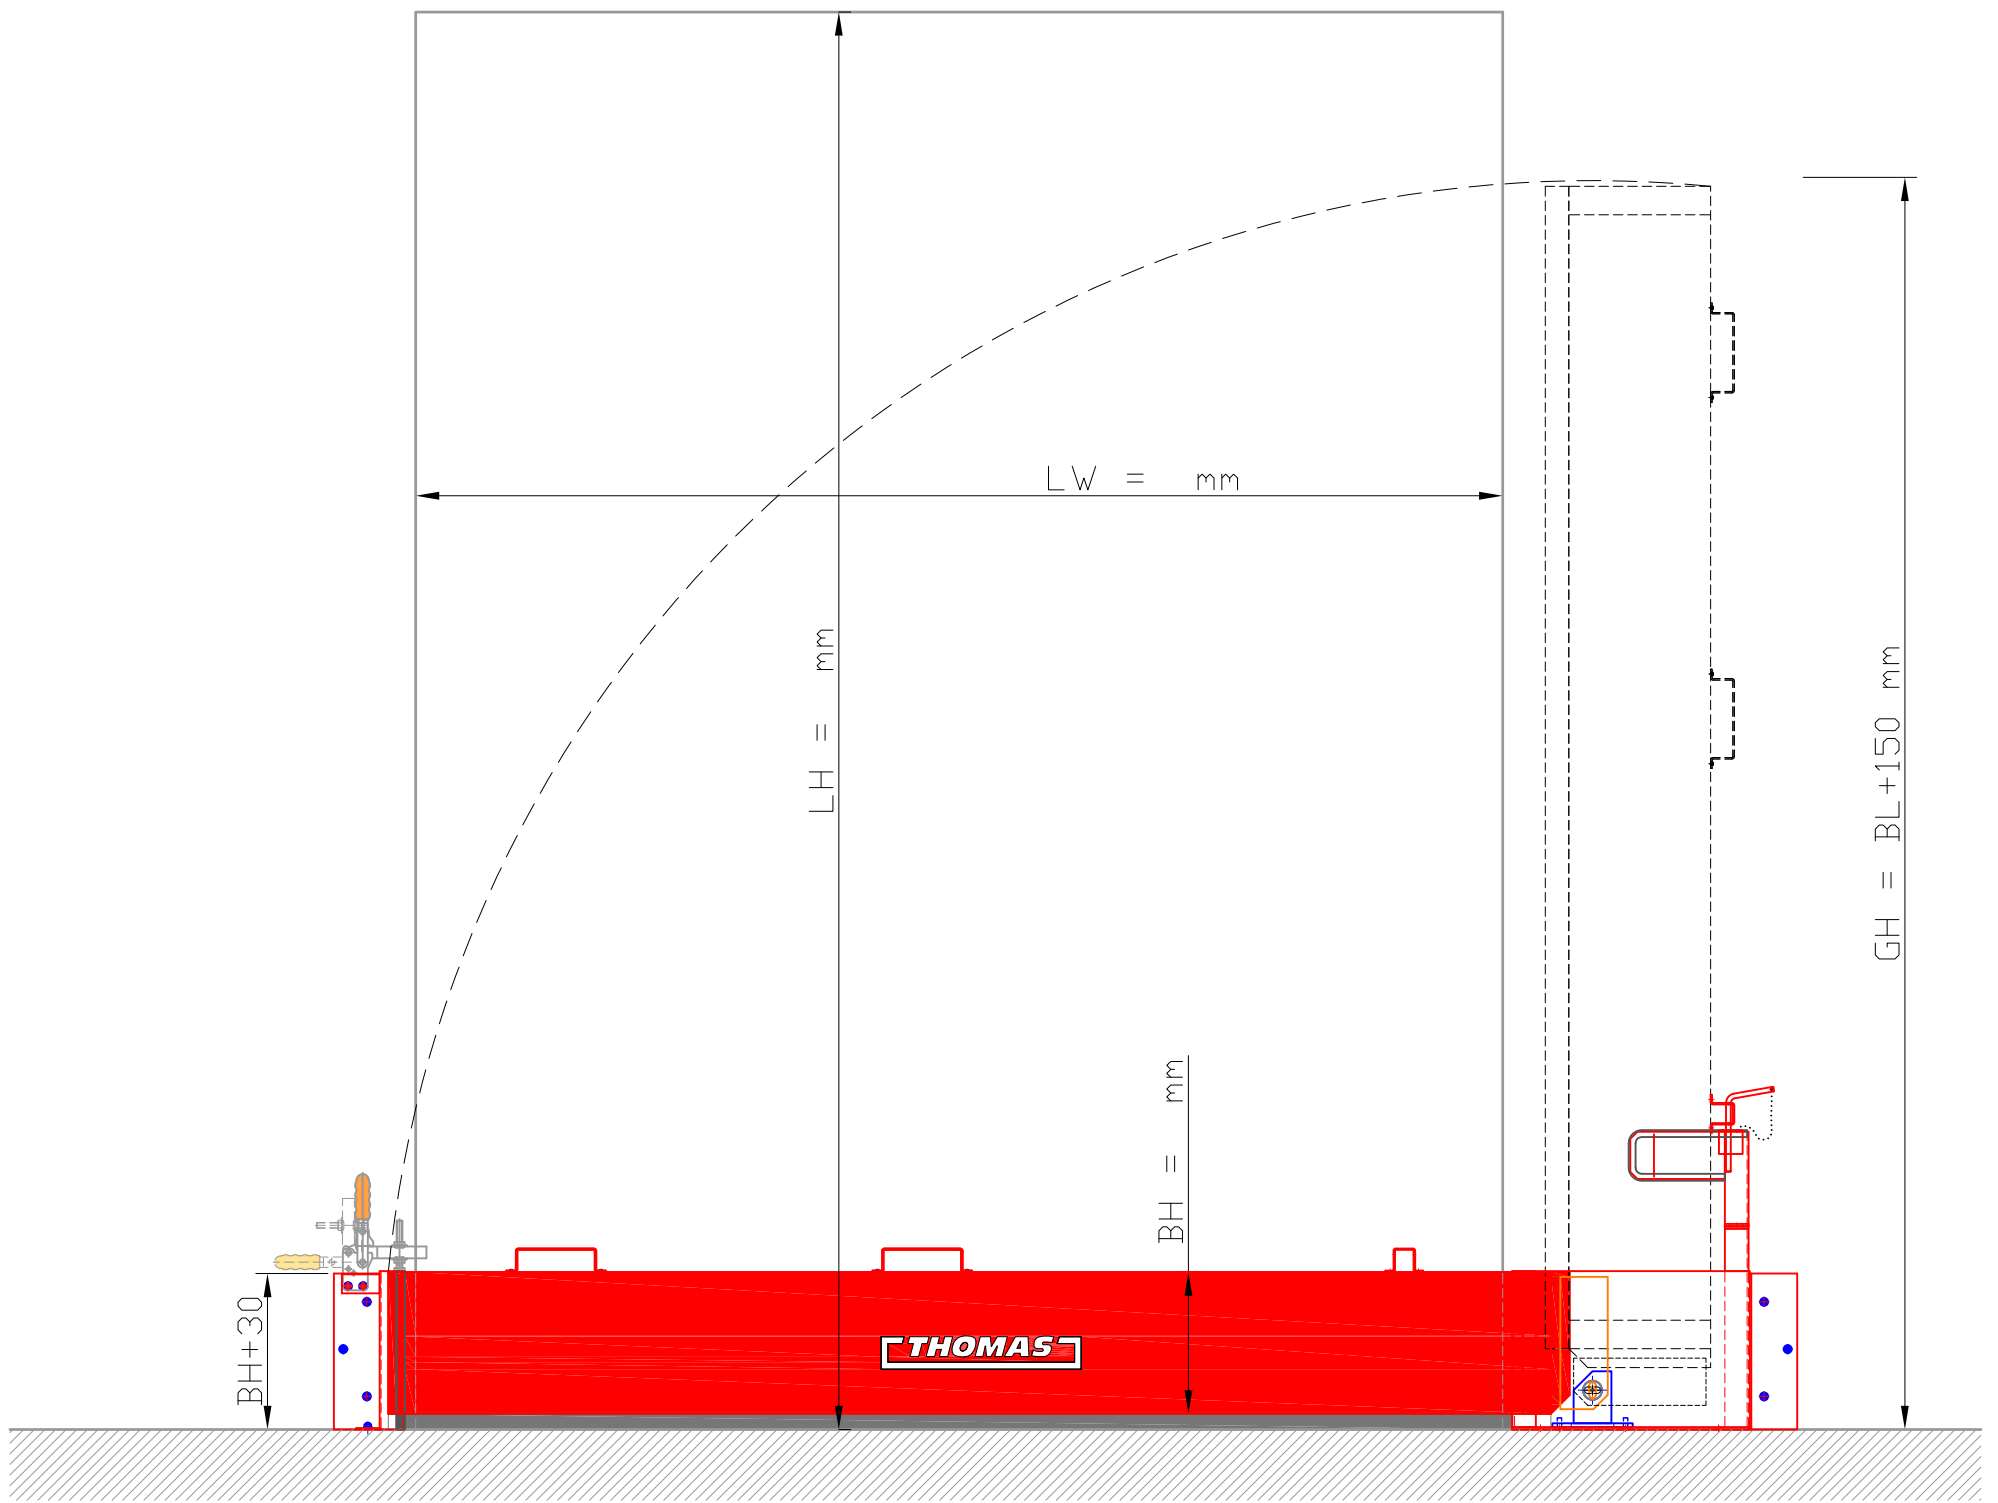 LW = mm
LH = mm
GH = BL+150 mm
BH = mm
BH+30
THOMAS